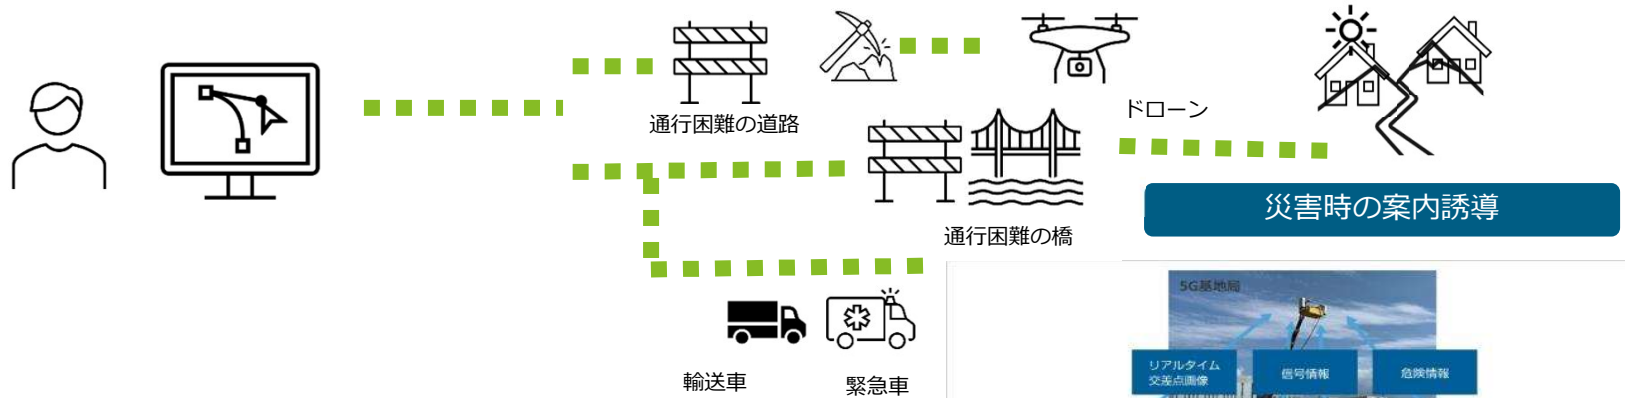 通行困難の道路
ドローン
災害時の案内誘導
通行困難の橋
5G基地局
リアルタイム
交差点画像
信号情報
危険情報
輸送車
緊急車